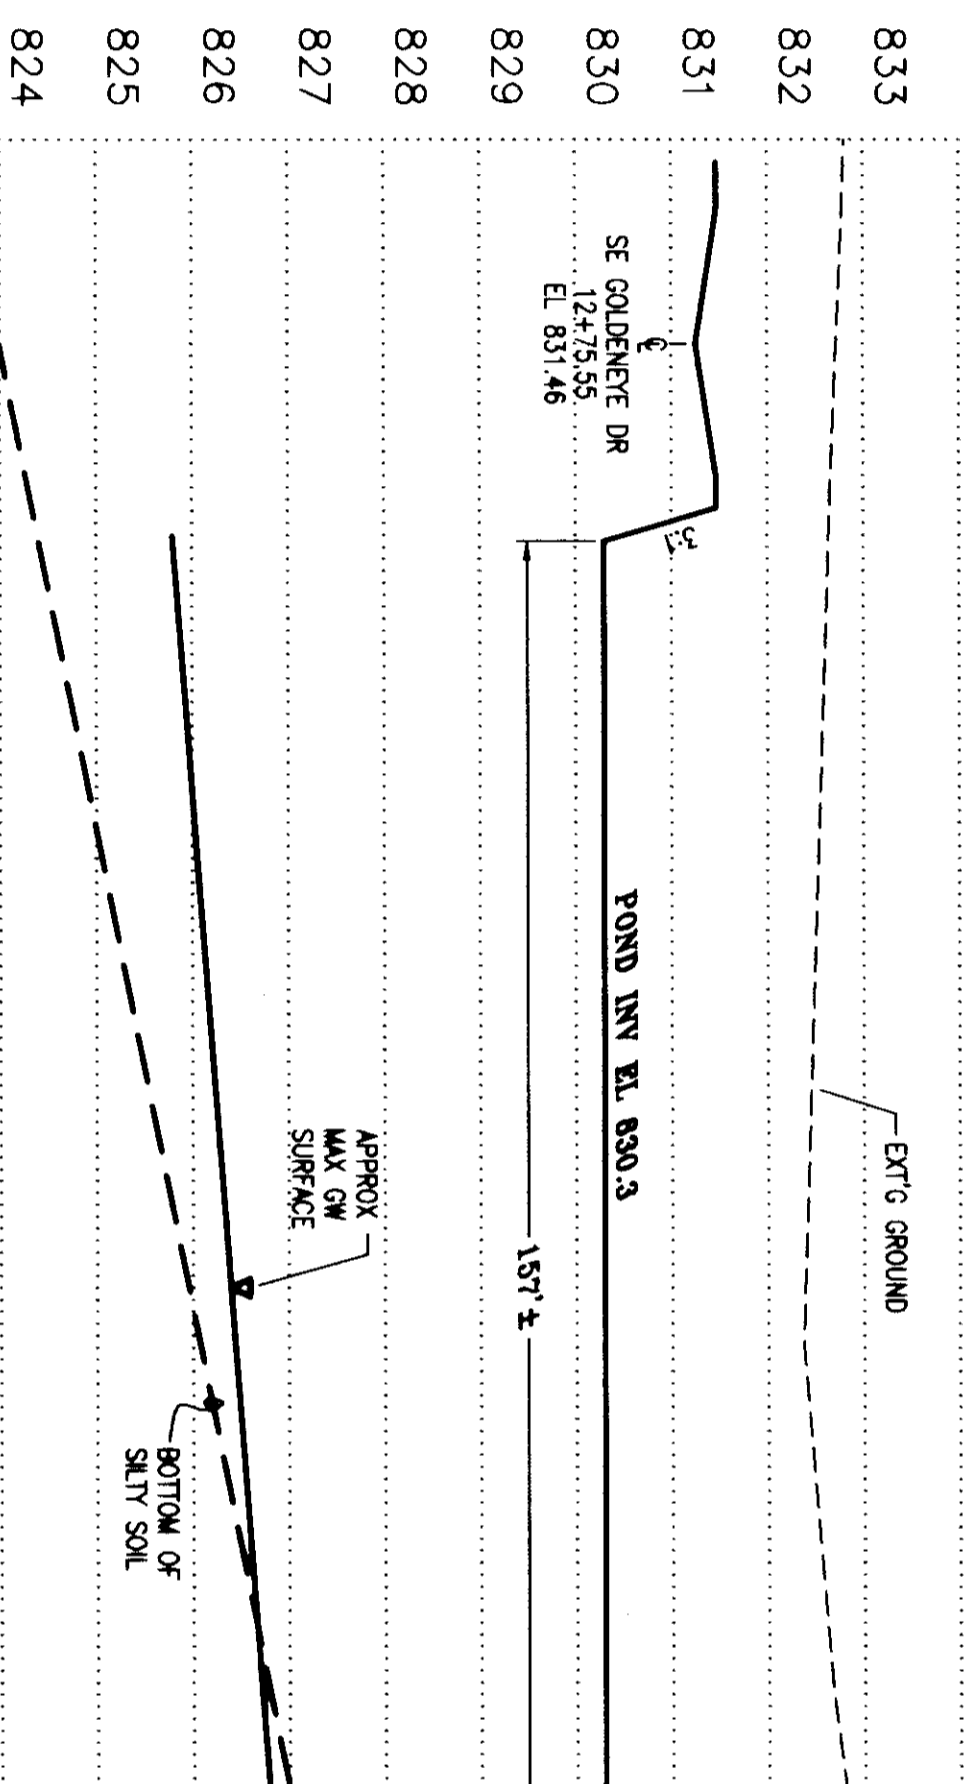 833
832
831
830
829
828
827
826
825
824
EXT'G GROUND
SE GOLDENEYE DR
12+75.55
EL 831.46
3:1
POND INV EL 830.3
157' ±
APPROX
MAX GW
SURFACE
BOTTOM OF
SILTY SOIL